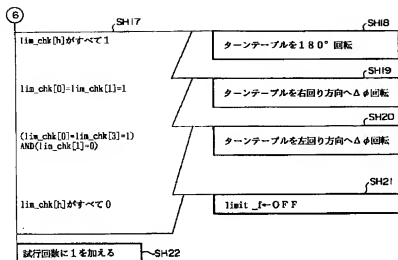 ⑥
SH17
SH18
lim_chk[h]がすべて1
ターンテーブルを180°回転
SH19
lim_chk[0]=lim_chk[1]=1
ターンテーブルを右回り方向へΔφ回転
SH20
(lim_chk[0]=lim_chk[3]=1)
AND(lim_chk[1]=0)
ターンテーブルを左回り方向へΔφ回転
SH21
lim_chk[h]がすべて0
limit_f←OFF
試行回数に1を加える
SH22